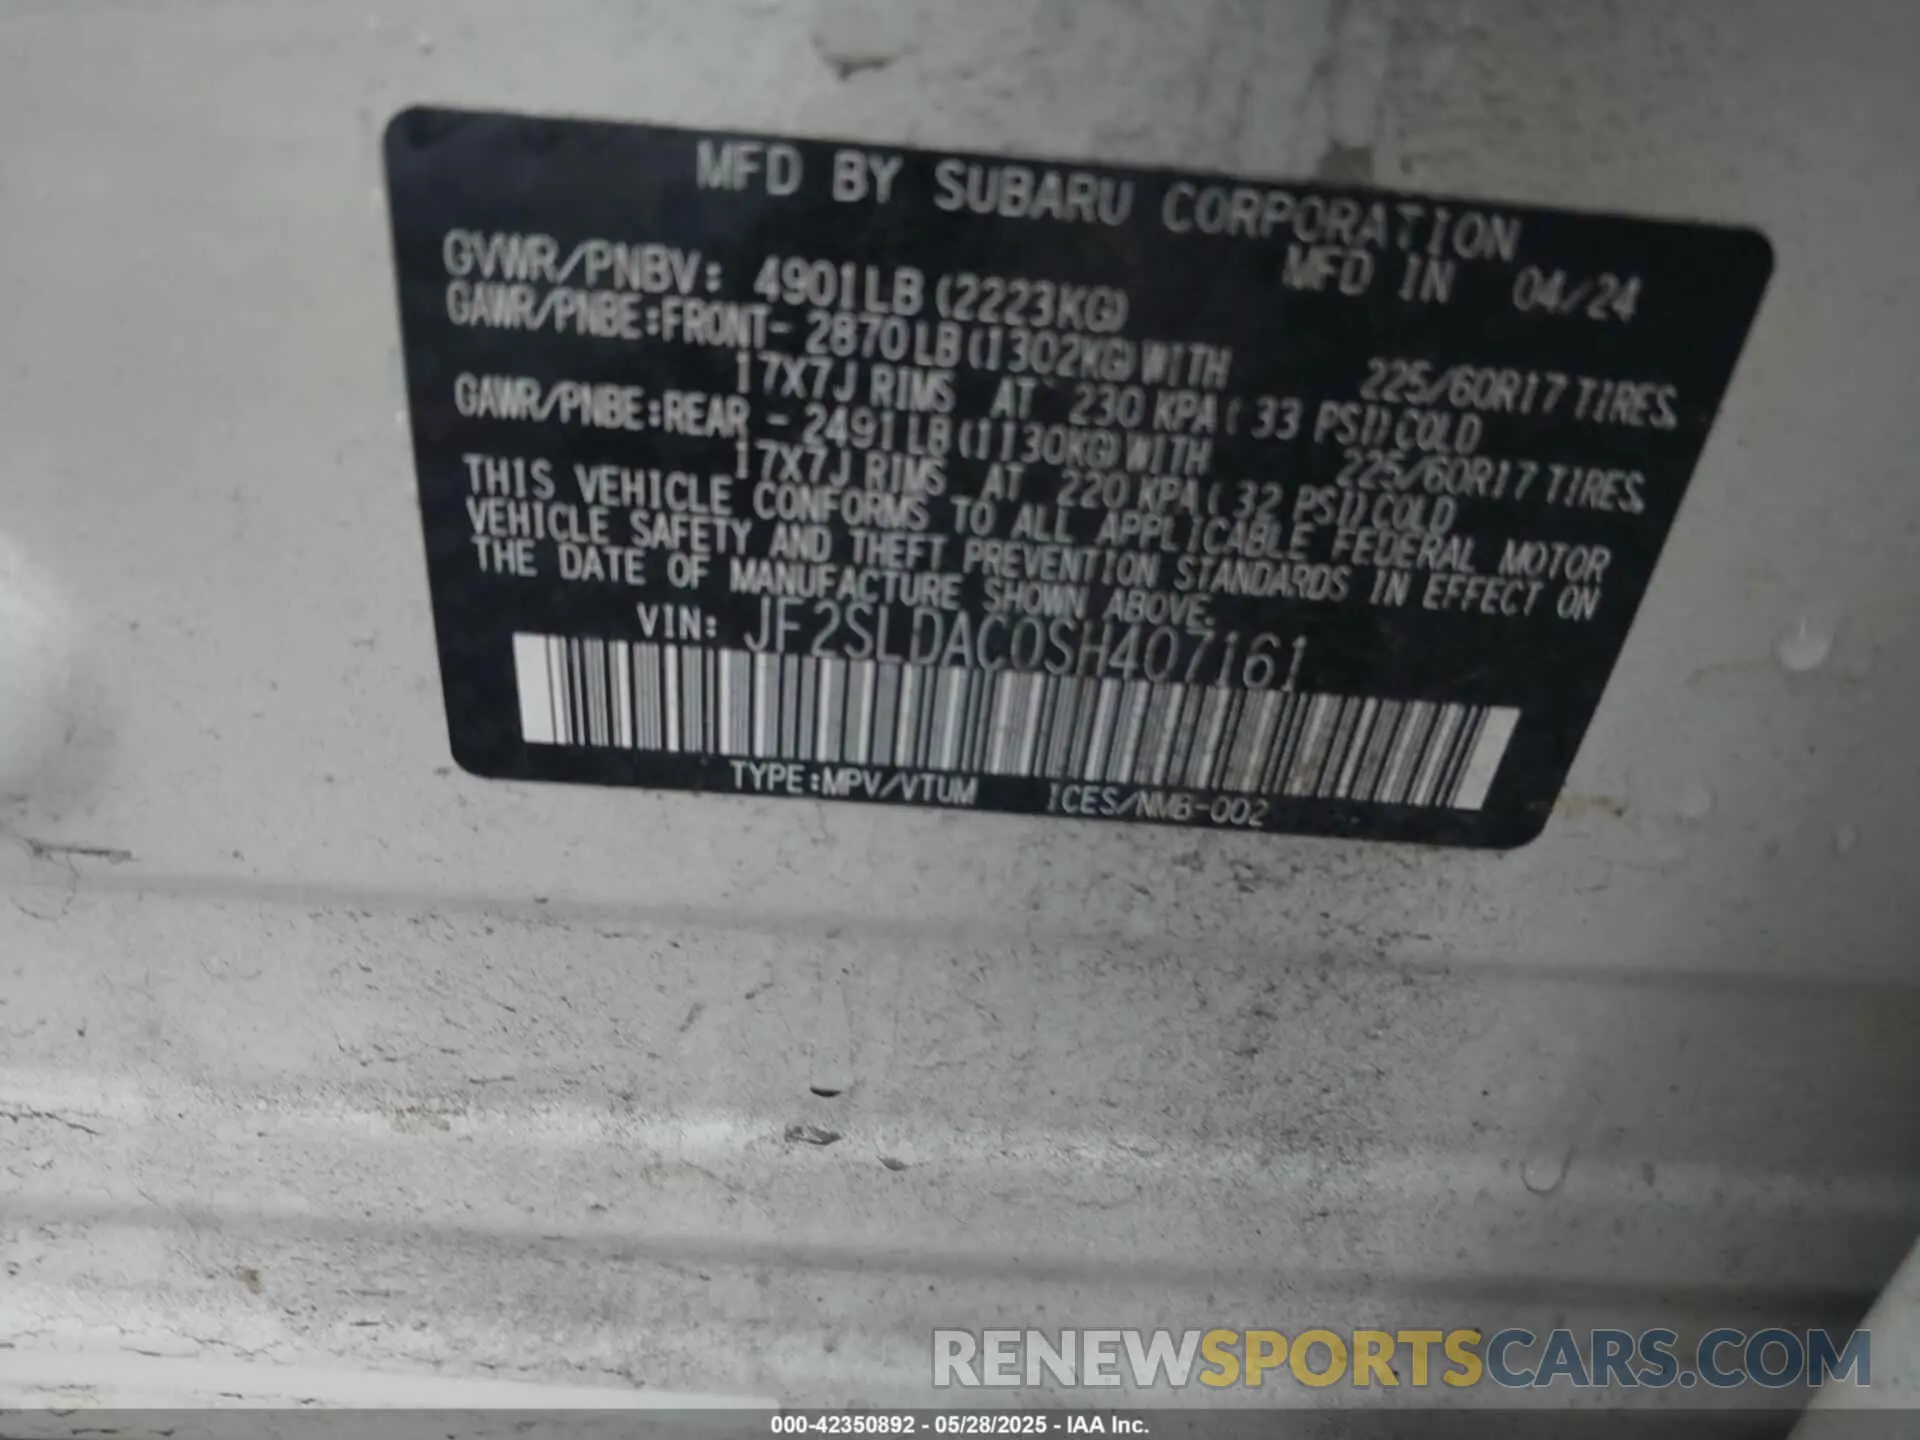 MFD BY SUBARU CORPORATION
MFD IN 04/24
GVWR/PNBV: 4901LB (2223KG)
GAWR/PNBE:FRONT- 2870LB(1302KG)WITH 225/60R17 TIRES,
17X7J RIMS AT 230 KPA( 33 PSI)COLD
GAWR/PNBE:REAR - 2491LB(1130KG)WITH 225/60R17 TIRES,
17X7J RIMS AT 220 KPA( 32 PSI)COLD
THIS VEHICLE CONFORMS TO ALL APPLICABLE FEDERAL MOTOR
VEHICLE SAFETY AND THEFT PREVENTION STANDARDS IN EFFECT ON
THE DATE OF MANUFACTURE SHOWN ABOVE.
VIN: JF2SLDAC0SH407161
TYPE:MPV/VTUM ICES/NMB-002
RENEWSPORTSCARS.COM
000-42350892 - 05/28/2025 - IAA Inc.